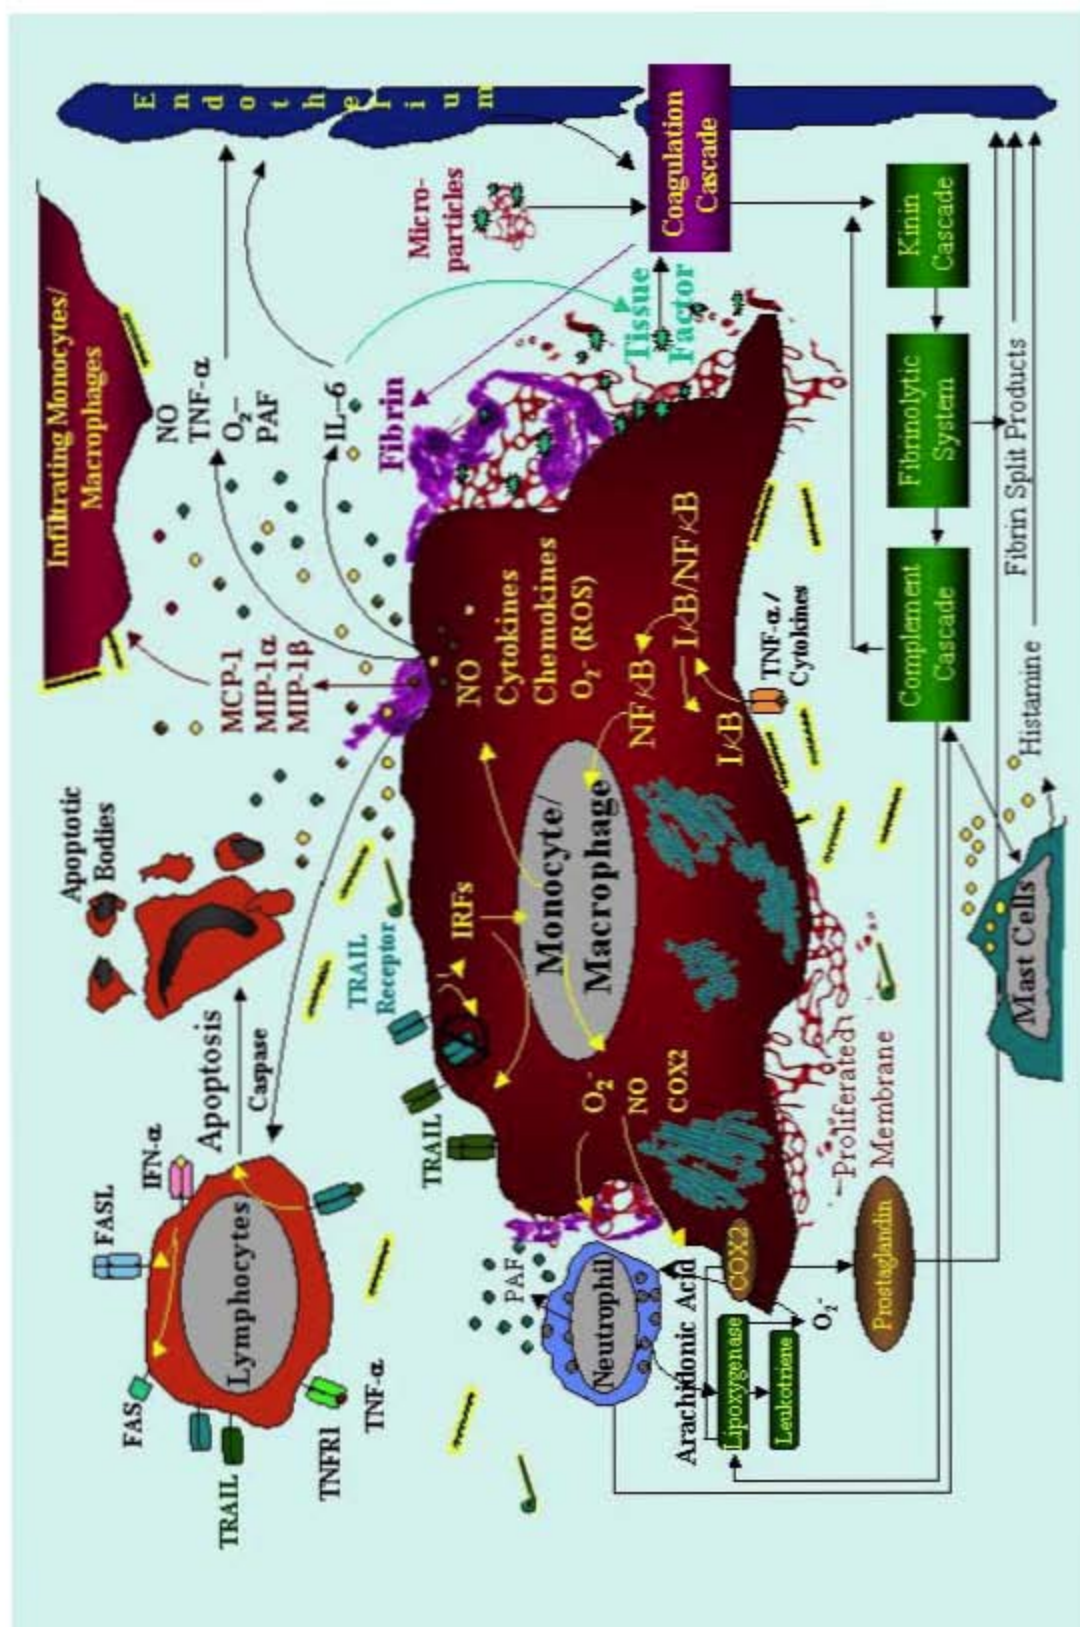 Infiltrating Monocytes/
Macrophages
Endothelium
Apoptotic
Bodies
Apoptosis
Caspase
FASL
IFN-α
FAS
Lymphocytes
TRAIL
TNFR1
TNF-α
MCP-1
MIP-1α
MIP-1β
NO
TNF-α
O₂–
PAF
IL–6
Micro-
particles
Fibrin
Tissue
Factor
Coagulation
Cascade
TRAIL
Receptor
TRAIL
IRFs
NO
Cytokines
Chemokines
O₂- (ROS)
Monocyte/
Macrophage
NFκB
IκB/NFκB
IκB
TNF-α/
Cytokines
O₂-
NO
COX2
PAF
Neutrophil
Arachidonic Acid
COX2
Lipoxygenase
Leukotriene
O₂-
Prostaglandin
Proliferated
Membrane
Complement
Cascade
Fibrinolytic
System
Kinin
Cascade
Fibrin Split Products
Histamine
Mast Cells